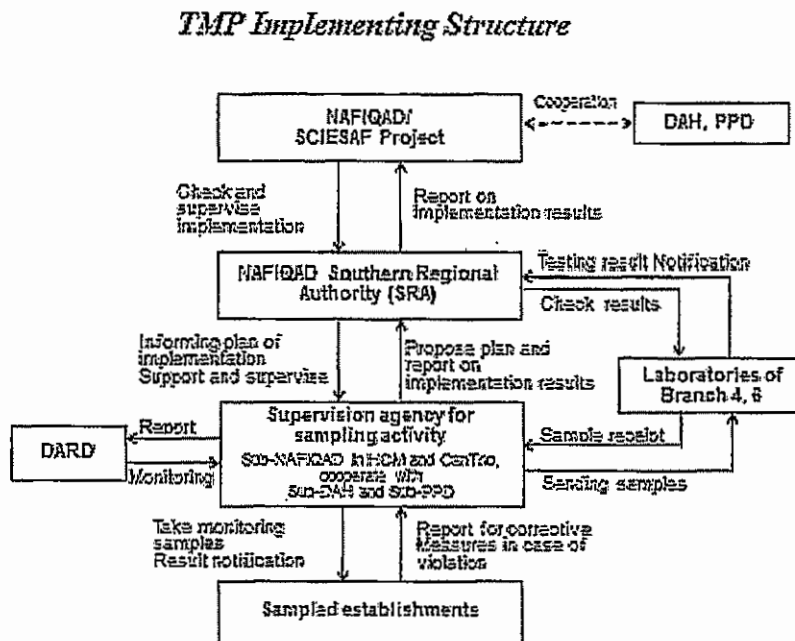 TMP Implementing Structure
NAFIQAD/
SCIESAF Project
Cooperation
DAH, PPD
Check and
supervise
implementation
Report on
implementation results
NAFIQAD Southern Regional
Authority (SRA)
Testing result Notification
Check results
Informing plan of
implementation
Support and supervise
Propose plan and
report on
implementation results
Laboratories of
Branch 4, 6
Supervision agency for
sampling activity
Sub-NAFIQAD in HCM and CanTho,
cooperate with
Sub-DAH and Sub-PPD
DARD
Report
Monitoring
Sample receipt
Sending samples
Take monitoring
samples
Result notification
Report for corrective
Measures in case of
violation
Sampled establishments